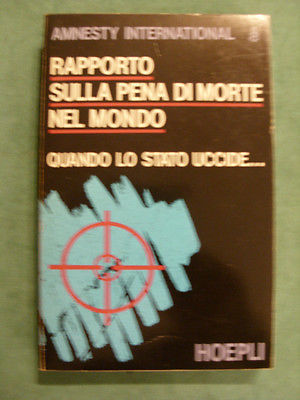 AMNESTY INTERNATIONAL
RAPPORTO
SULLA PENA DI MORTE
NEL MONDO
QUANDO LO STATO UCCIDE....
HOEPLI